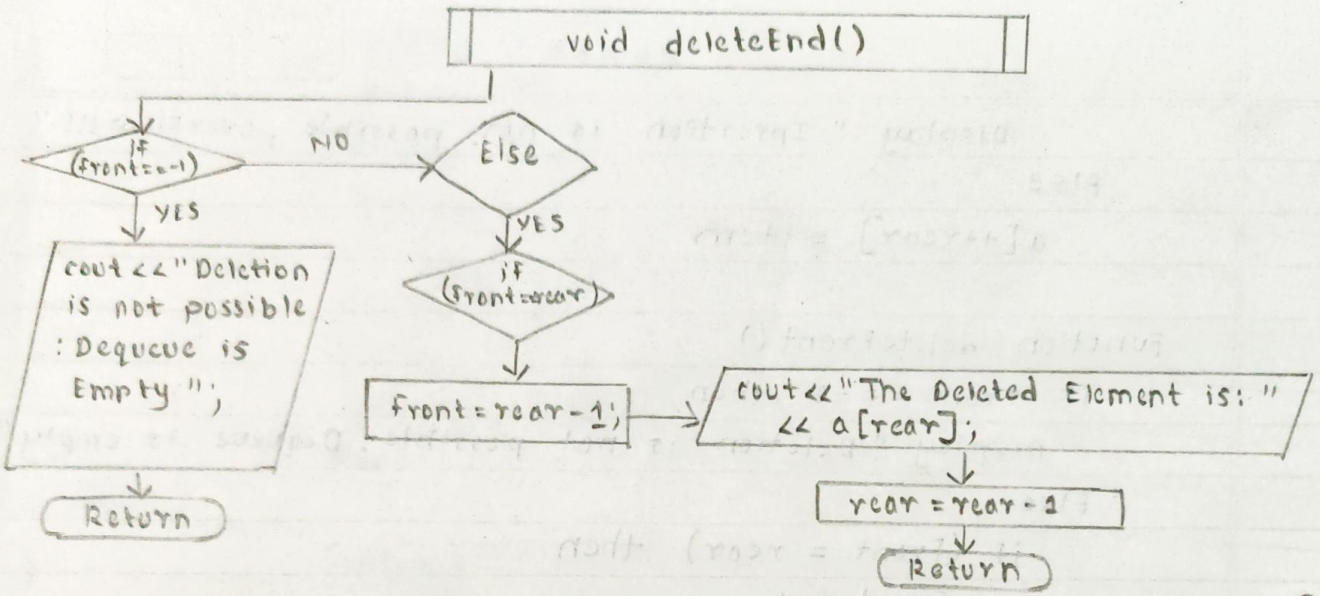 void deleteEnd()
if
(front==-1)
NO
Else
YES
YES
cout<<"Deletion
is not possible
: Dequeue is
Empty ";
if
(front==rear)
front=rear-1;
cout<<"The Deleted Element is: "
<< a[rear];
rear=rear-1
Return
Return